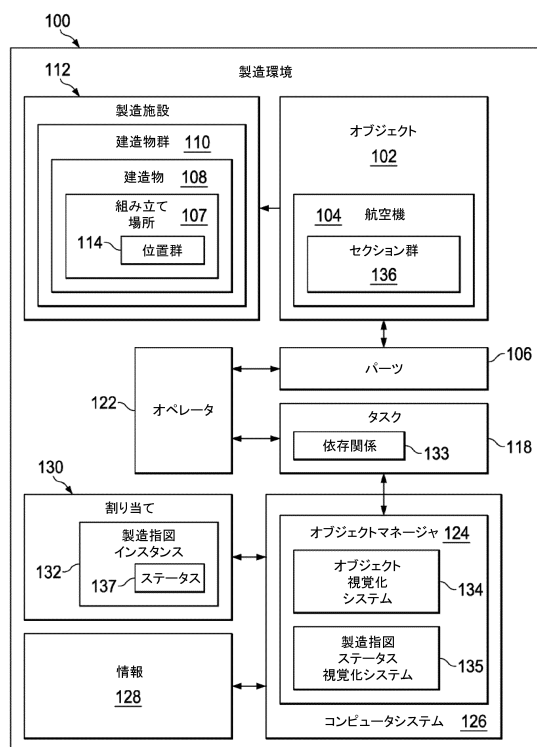 100
製造環境
112
製造施設
建造物群 110
建造物 108
組み立て
場所
107
114
位置群
オブジェクト
102
104 航空機
セクション群
136
パーツ
106
122
オペレータ
タスク
依存関係
133
118
130
割り当て
製造指図
インスタンス
132
137
ステータス
オブジェクトマネージャ 124
オブジェクト
視覚化
システム
134
製造指図
ステータス
視覚化システム
135
情報
128
コンピュータシステム 126